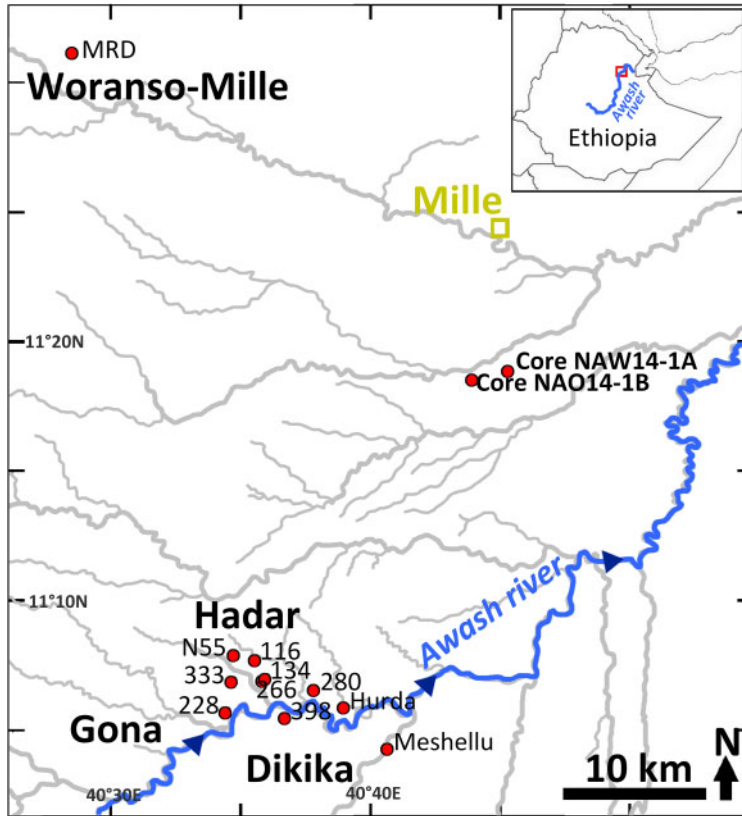 MRD
Woranso-Mille
Awash
river
Ethiopia
Mille
11°20N
Core NAW14-1A
Core NAO14-1B
Awash river
11°10N
Hadar
N55
116
134
333
266
280
228
398
Hurda
Gona
Dikika
Meshellu
N
10 km
40°30E
40°40E